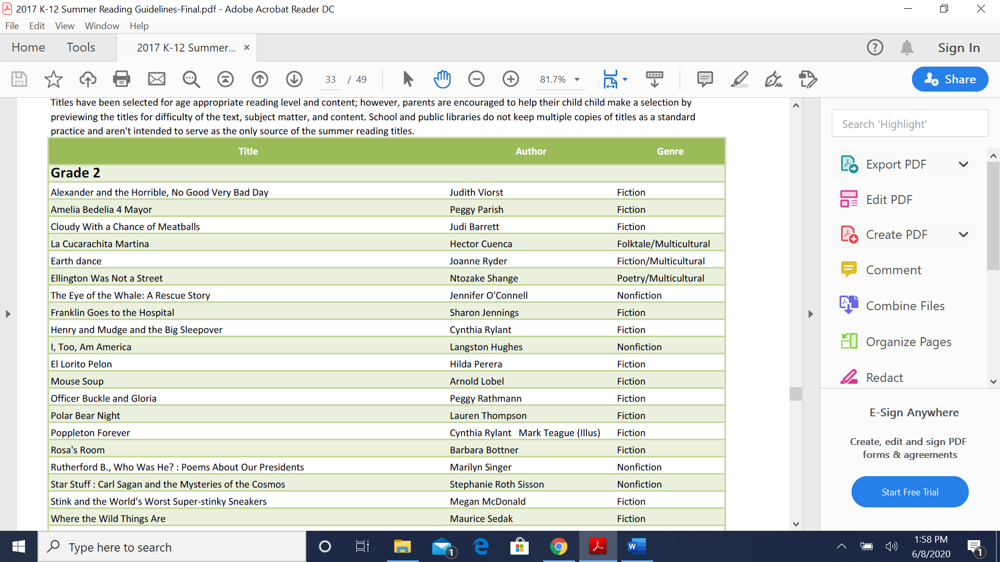 2017 K-12 Summer Reading Guidelines-Final.pdf - Adobe Acrobat Reader DC
File Edit View Window Help
Home Tools 2017 K-12 Summer... × Sign In
33 / 49 81.7% Share
Titles have been selected for age appropriate reading level and content; however, parents are encouraged to help their child child make a selection by
previewing the titles for difficulty of the text, subject matter, and content. School and public libraries do not keep multiple copies of titles as a standard
practice and aren't intended to serve as the only source of the summer reading titles.
Title Author Genre
Grade 2
Alexander and the Horrible, No Good Very Bad Day Judith Viorst Fiction
Amelia Bedelia 4 Mayor Peggy Parish Fiction
Cloudy With a Chance of Meatballs Judi Barrett Fiction
La Cucarachita Martina Hector Cuenca Folktale/Multicultural
Earth dance Joanne Ryder Fiction/Multicultural
Ellington Was Not a Street Ntozake Shange Poetry/Multicultural
The Eye of the Whale: A Rescue Story Jennifer O'Connell Nonfiction
Franklin Goes to the Hospital Sharon Jennings Fiction
Henry and Mudge and the Big Sleepover Cynthia Rylant Fiction
I, Too, Am America Langston Hughes Nonfiction
El Lorito Pelon Hilda Perera Fiction
Mouse Soup Arnold Lobel Fiction
Officer Buckle and Gloria Peggy Rathmann Fiction
Polar Bear Night Lauren Thompson Fiction
Poppleton Forever Cynthia Rylant Mark Teague (Illus) Fiction
Rosa's Room Barbara Bottner Fiction
Rutherford B., Who Was He? : Poems About Our Presidents Marilyn Singer Nonfiction
Star Stuff : Carl Sagan and the Mysteries of the Cosmos Stephanie Roth Sisson Nonfiction
Stink and the World's Worst Super-stinky Sneakers Megan McDonald Fiction
Where the Wild Things Are Maurice Sedak Fiction
Search 'Highlight'
Export PDF
Edit PDF
Create PDF
Comment
Combine Files
Organize Pages
Redact
E-Sign Anywhere
Create, edit and sign PDF
forms & agreements
Start Free Trial
Type here to search
1
W
1:58 PM
6/8/2020
1